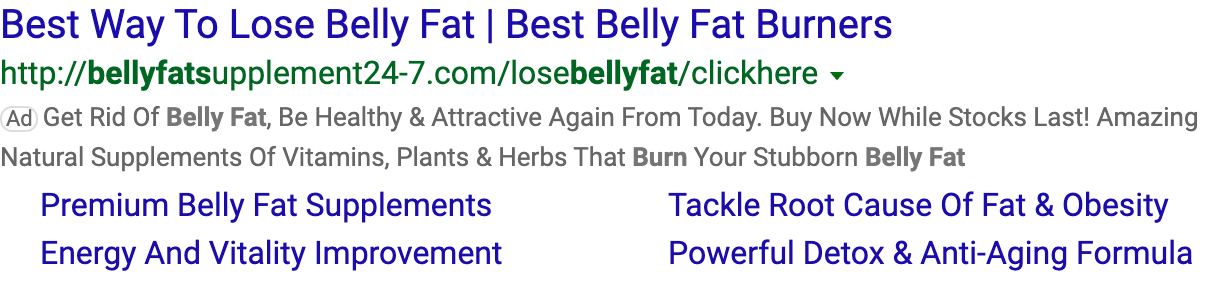 Best Way To Lose Belly Fat | Best Belly Fat Burners
http://bellyfatsupplement24-7.com/losebellyfat/clickhere
Ad Get Rid Of Belly Fat, Be Healthy & Attractive Again From Today. Buy Now While Stocks Last! Amazing
Natural Supplements Of Vitamins, Plants & Herbs That Burn Your Stubborn Belly Fat
Premium Belly Fat Supplements Tackle Root Cause Of Fat & Obesity
Energy And Vitality Improvement Powerful Detox & Anti-Aging Formula